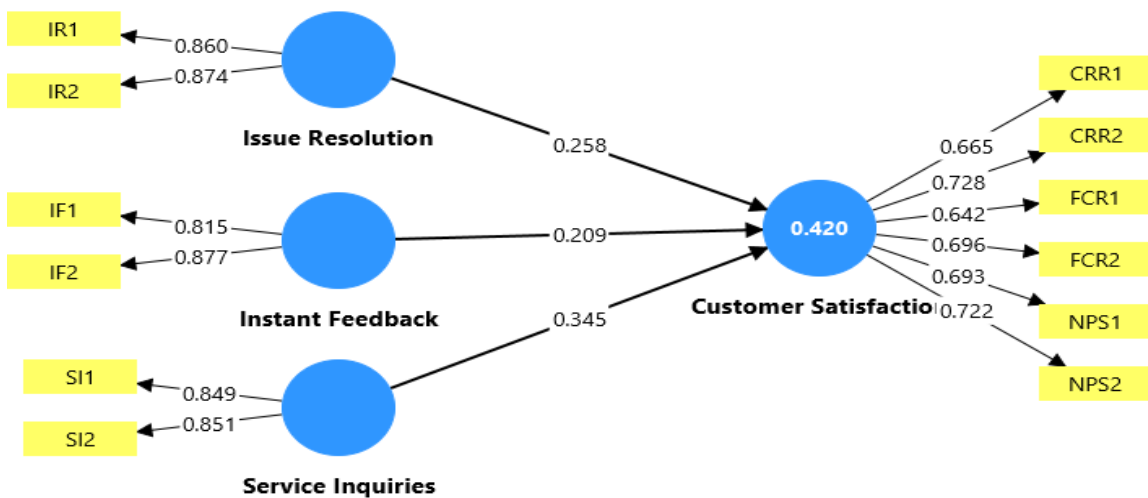 IR1
0.860
IR2
0.874
Issue Resolution
0.258
IF1
0.815
IF2
0.877
Instant Feedback
0.209
SI1
0.849
SI2
0.851
Service Inquiries
0.345
0.420
Customer Satisfactio
CRR1
0.665
CRR2
0.728
FCR1
0.642
FCR2
0.696
NPS1
0.693
NPS2
0.722